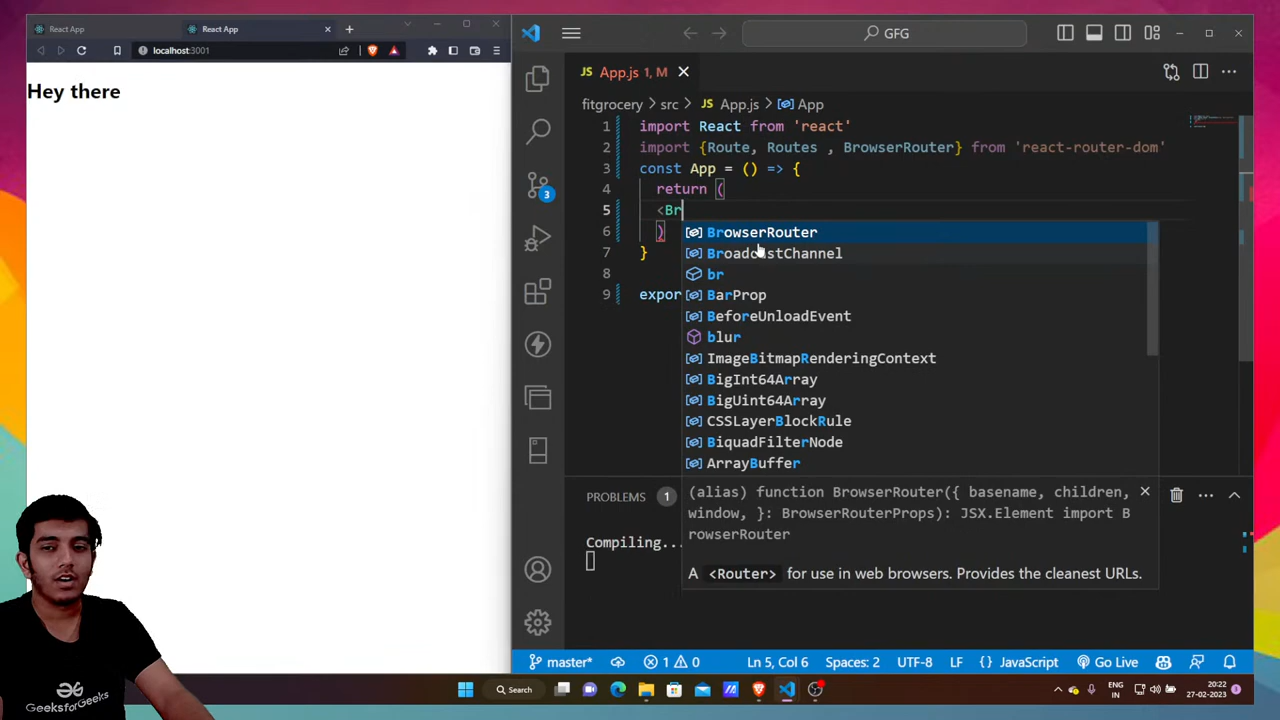 React App
React App
localhost:3001
Hey there
GFG
App.js 1, M
fitgrocery > src > JS App.js > App
1 import React from 'react'
2 import {Route, Routes , BrowserRouter} from 'react-router-dom'
3 const App = () => {
4 return (
5 <Br
6 )
7 }
8
9 expor
BrowserRouter
BroadcastChannel
br
BarProp
BeforeUnloadEvent
blur
ImageBitmapRenderingContext
BigInt64Array
BigUint64Array
CSSLayerBlockRule
BiquadFilterNode
ArrayBuffer
3
PROBLEMS 1
Compiling...
(alias) function BrowserRouter({ basename, children,
window, }: BrowserRouterProps): JSX.Element import B
rowserRouter
A <Router> for use in web browsers. Provides the cleanest URLs.
master* 1 0 Ln 5, Col 6 Spaces: 2 UTF-8 LF {} JavaScript Go Live
Search
ENG
IN
20:22
27-02-2023
GeeksforGeeks